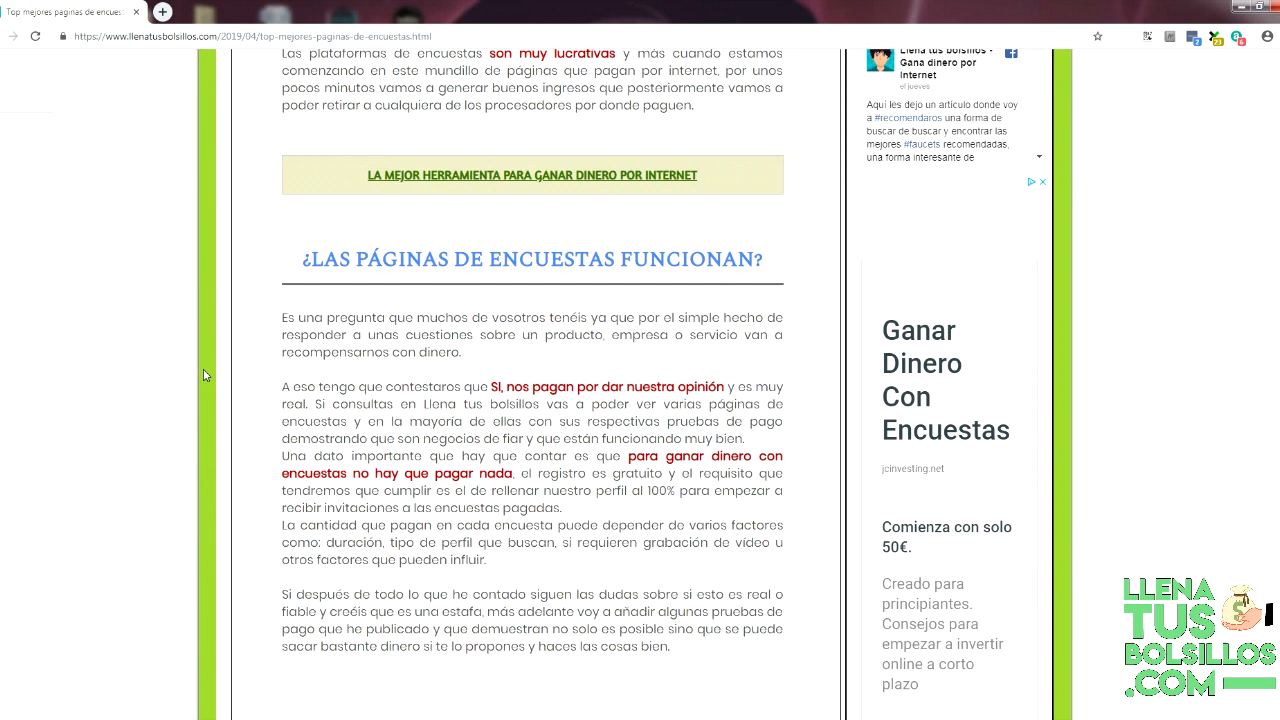 Top mejores paginas de encues
https://www.llenatusbolsillos.com/2019/04/top-mejores-paginas-de-encuestas.html
Las plataformas de encuestas son muy lucrativas y más cuando estamos
comenzando en este mundillo de páginas que pagan por internet, por unos
pocos minutos vamos a generar buenos ingresos que posteriormente vamos a
poder retirar a cualquiera de los procesadores por donde paguen.
LA MEJOR HERRAMIENTA PARA GANAR DINERO POR INTERNET
¿LAS PÁGINAS DE ENCUESTAS FUNCIONAN?
Es una pregunta que muchos de vosotros tenéis ya que por el simple hecho de
responder a unas cuestiones sobre un producto, empresa o servicio van a
recompensarnos con dinero.
A eso tengo que contestaros que SI, nos pagan por dar nuestra opinión y es muy
real. Si consultas en Llena tus bolsillos vas a poder ver varias páginas de
encuestas y en la mayoría de ellas con sus respectivas pruebas de pago
demostrando que son negocios de fiar y que están funcionando muy bien.
Una dato importante que hay que contar es que para ganar dinero con
encuestas no hay que pagar nada, el registro es gratuito y el requisito que
tendremos que cumplir es el de rellenar nuestro perfil al 100% para empezar a
recibir invitaciones a las encuestas pagadas.
La cantidad que pagan en cada encuesta puede depender de varios factores
como: duración, tipo de perfil que buscan, si requieren grabación de vídeo u
otros factores que pueden influir.
Si después de todo lo que he contado siguen las dudas sobre si esto es real o
fiable y creéis que es una estafa, más adelante voy a añadir algunas pruebas de
pago que he publicado y que demuestran no solo es posible sino que se puede
sacar bastante dinero si te lo propones y haces las cosas bien.
Llena tus bolsillos -
Gana dinero por
Internet
el jueves
Aquí les dejo un artículo donde voy
a #recomendaros una forma de
buscar de buscar y encontrar las
mejores #faucets recomendadas,
una forma interesante de
Ganar
Dinero
Con
Encuestas
jcinvesting.net
Comienza con solo
50€.
Creado para
principiantes.
Consejos para
empezar a invertir
online a corto
plazo
LLENA
TUS
BOLSILLOS
.COM